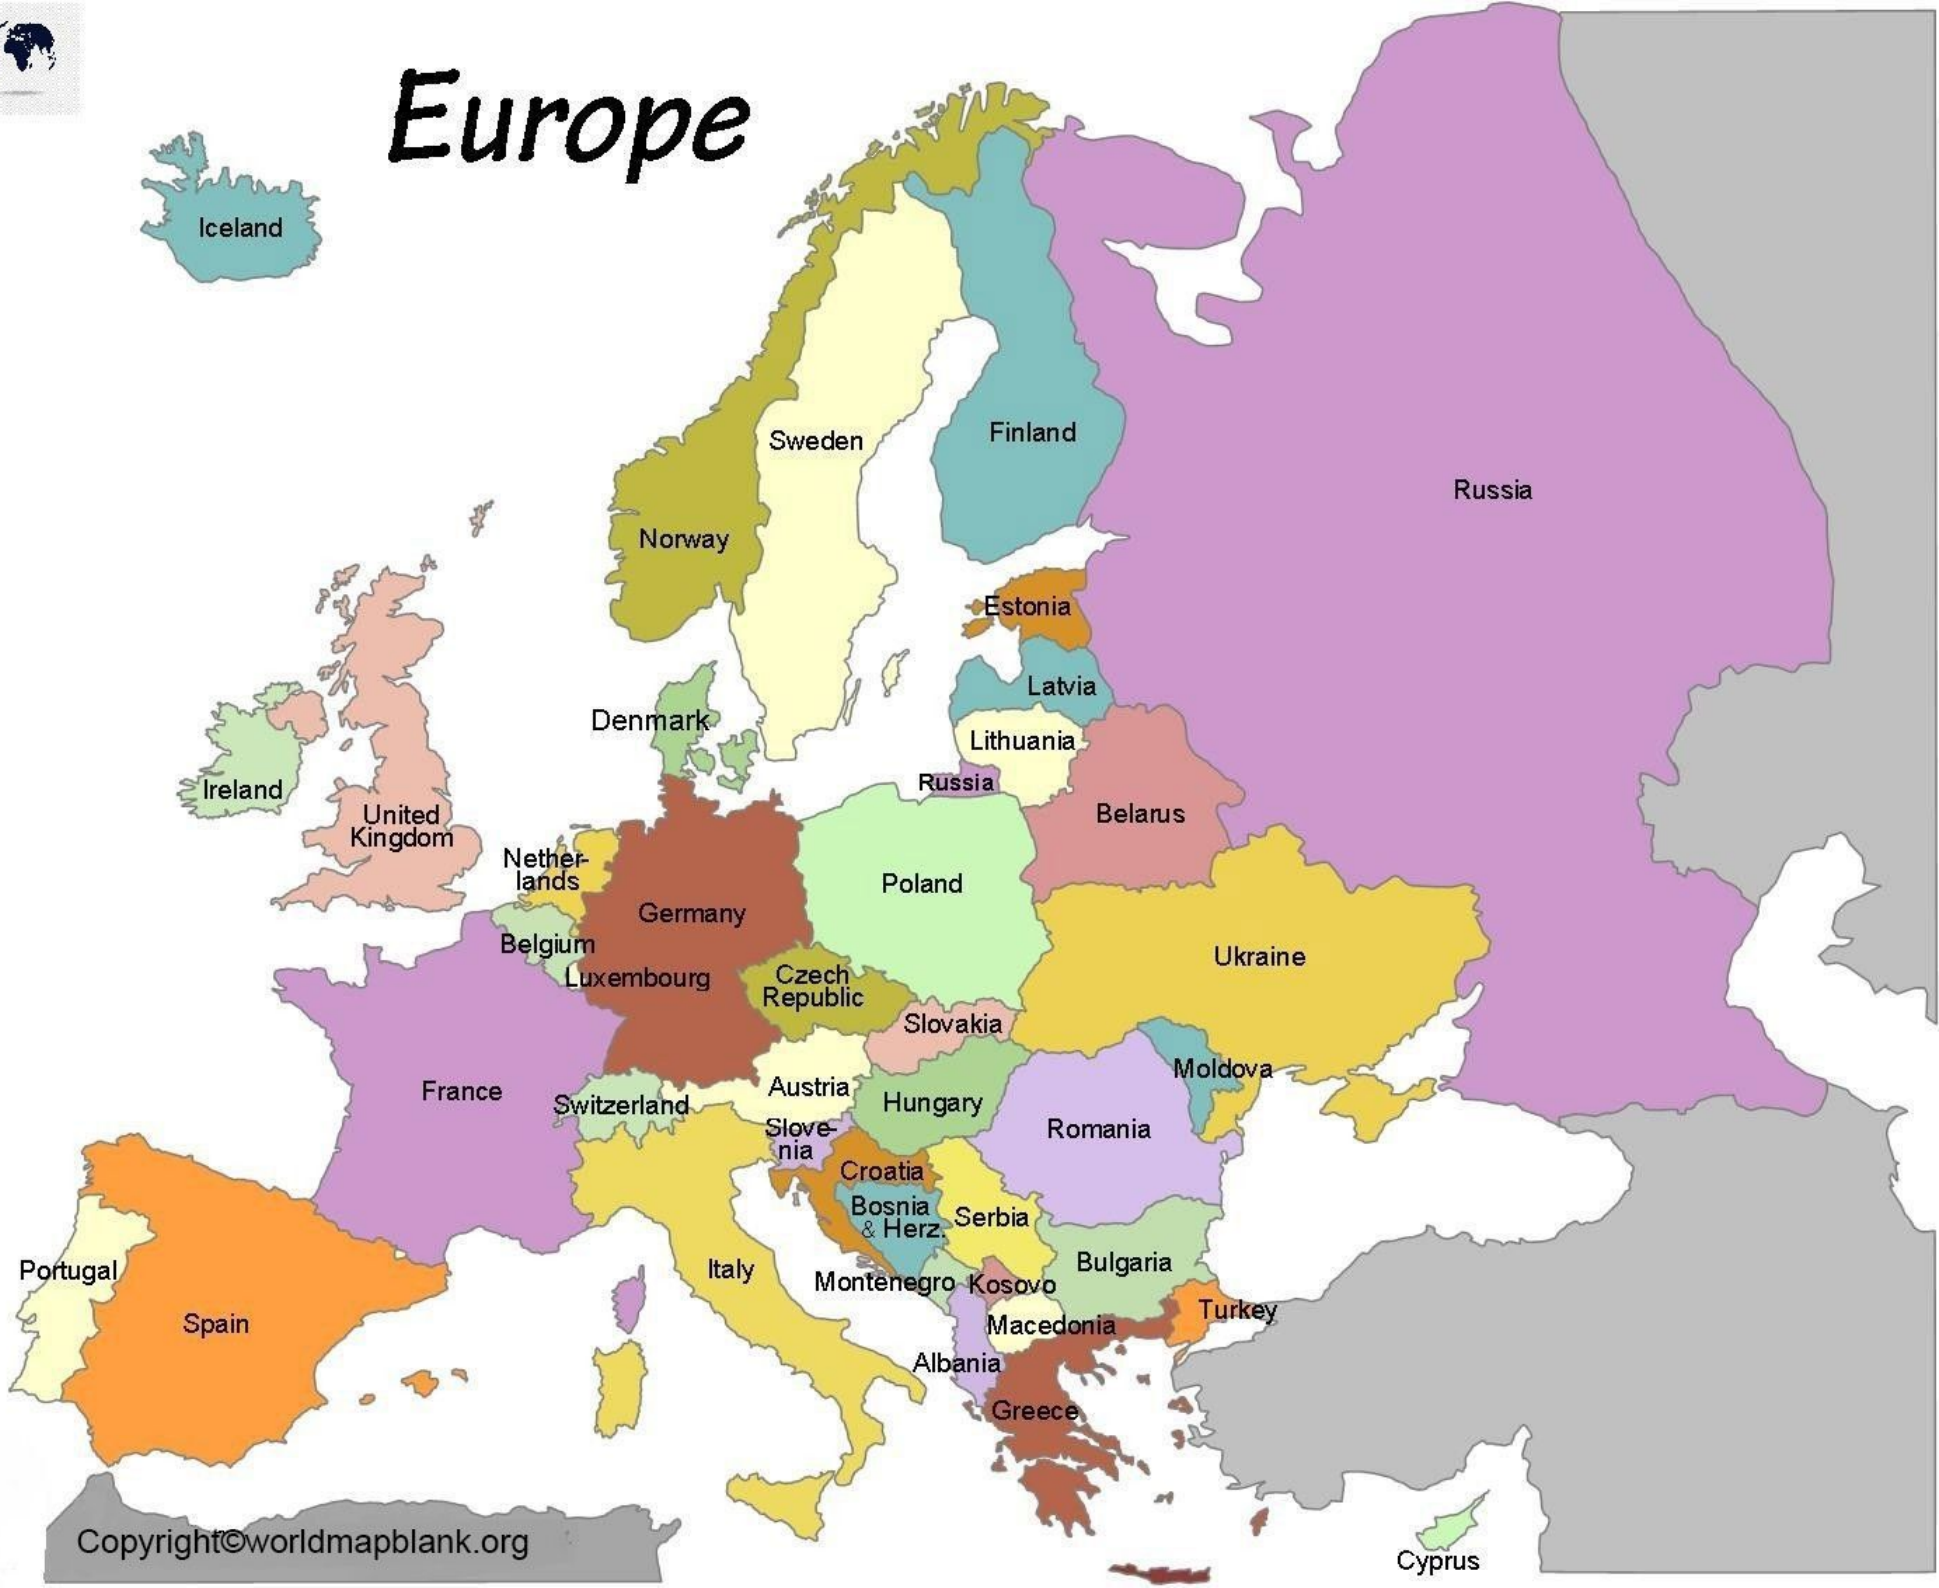 Europe
Iceland
Sweden
Finland
Russia
Norway
Estonia
Latvia
Denmark
Lithuania
Russia
Ireland
United
Kingdom
Belarus
Nether-
lands
Poland
Germany
Belgium
Ukraine
Luxembourg
Czech
Republic
Slovakia
Moldova
France
Austria
Switzerland
Hungary
Slove-
nia
Romania
Croatia
Bosnia
& Herz.
Serbia
Portugal
Italy
Bulgaria
Montenegro
Kosovo
Spain
Turkey
Macedonia
Albania
Greece
Copyright©worldmapblank.org
Cyprus